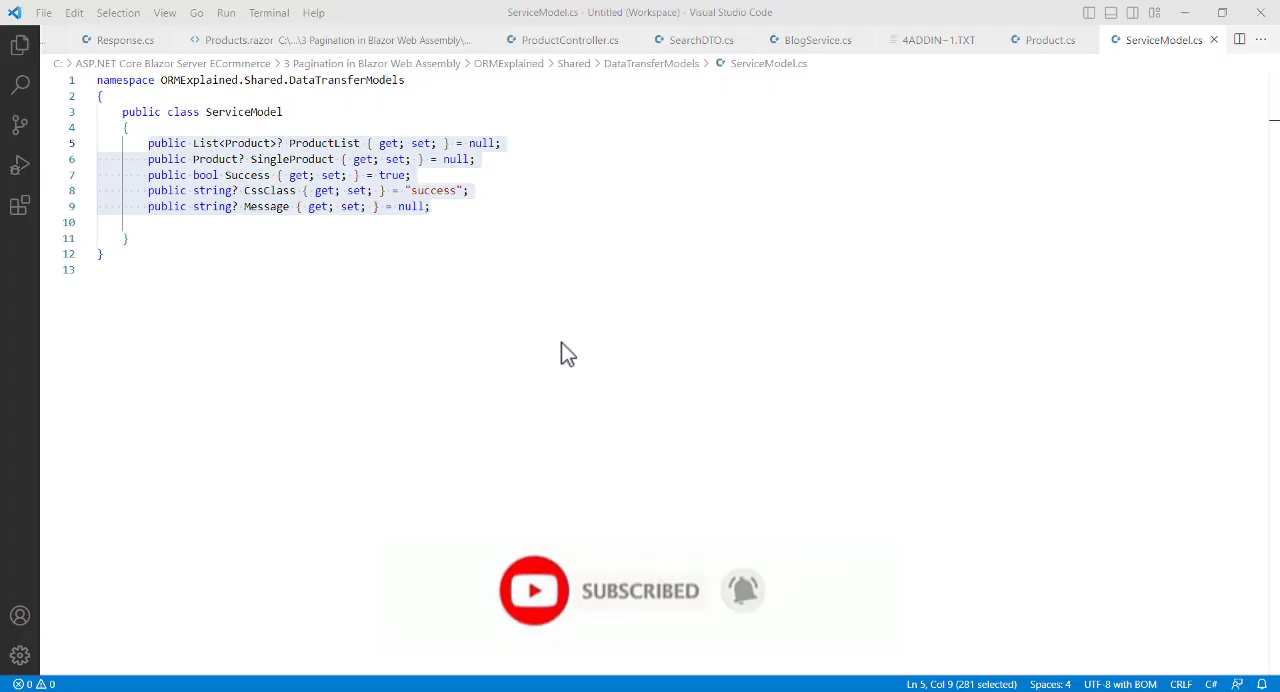 File Edit Selection View Go Run Terminal Help ServiceModel.cs - Untitled (Workspace) - Visual Studio Code
... Response.cs Products.razor C:\...\3 Pagination in Blazor Web Assembly\... ProductController.cs SearchDTO.cs BlogService.cs 4ADDIN~1.TXT Product.cs ServiceModel.cs
C: > ASP.NET Core Blazor Server ECormmerce > 3 Pagination in Blazor Web Assembly > ORMExplained > Shared > DataTransferModels > ServiceModel.cs
1 namespace ORMExplained.Shared.DataTransferModels
2 {
3 public class ServiceModel
4 {
5 public List<Product>? ProductList { get; set; } = null;
6 public Product? SingleProduct { get; set; } = null;
7 public bool Success { get; set; } = true;
8 public string? CssClass { get; set; } = "success";
9 public string? Message { get; set; } = null;
10
11 }
12 }
13
SUBSCRIBED
0 0 Ln 5, Col 9 (281 selected) Spaces: 4 UTF-8 with BOM CRLF C#